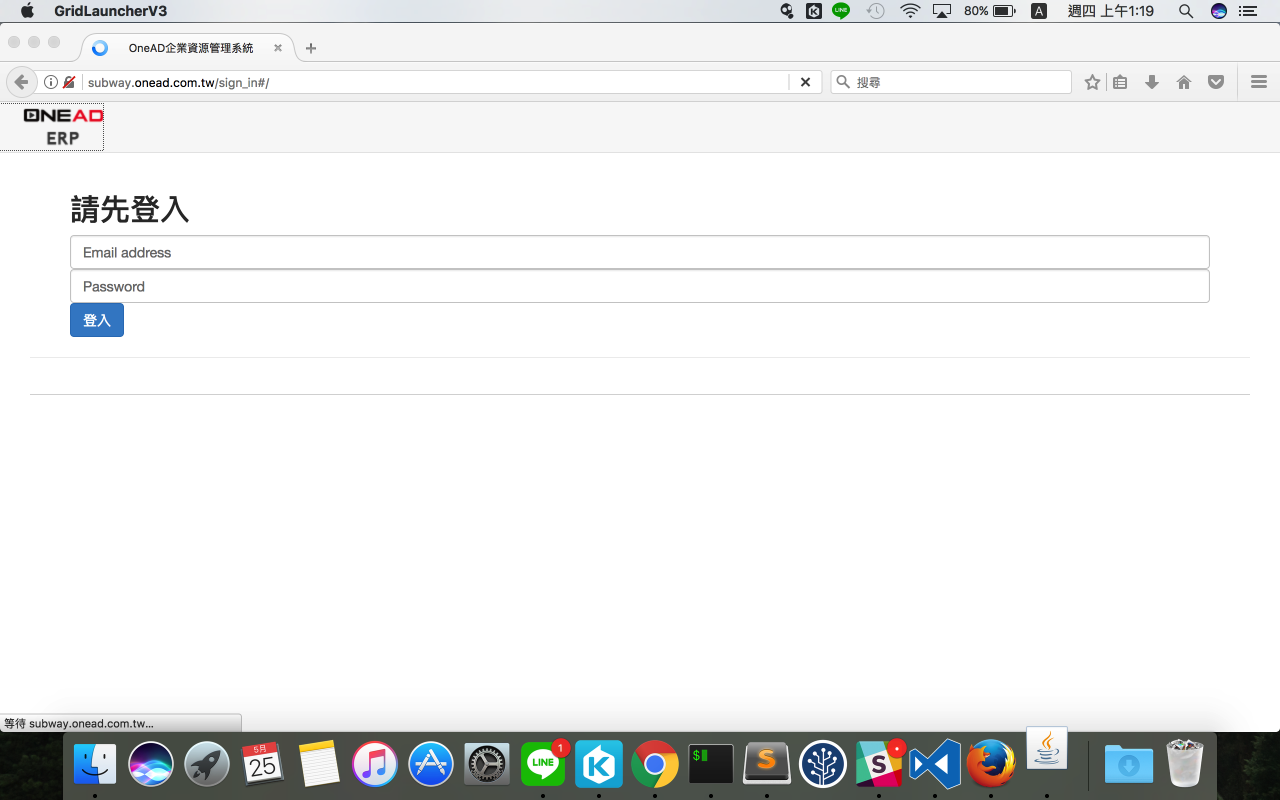 GridLauncherV3
LINE
80%
A
週四 上午1:19
OneAD企業資源管理系統
subway.onead.com.tw/sign_in#/
搜尋
ONEAD
ERP
請先登入
Email address
Password
登入
等待 subway.onead.com.tw...
5月
25
LINE
1
K
$
S
S